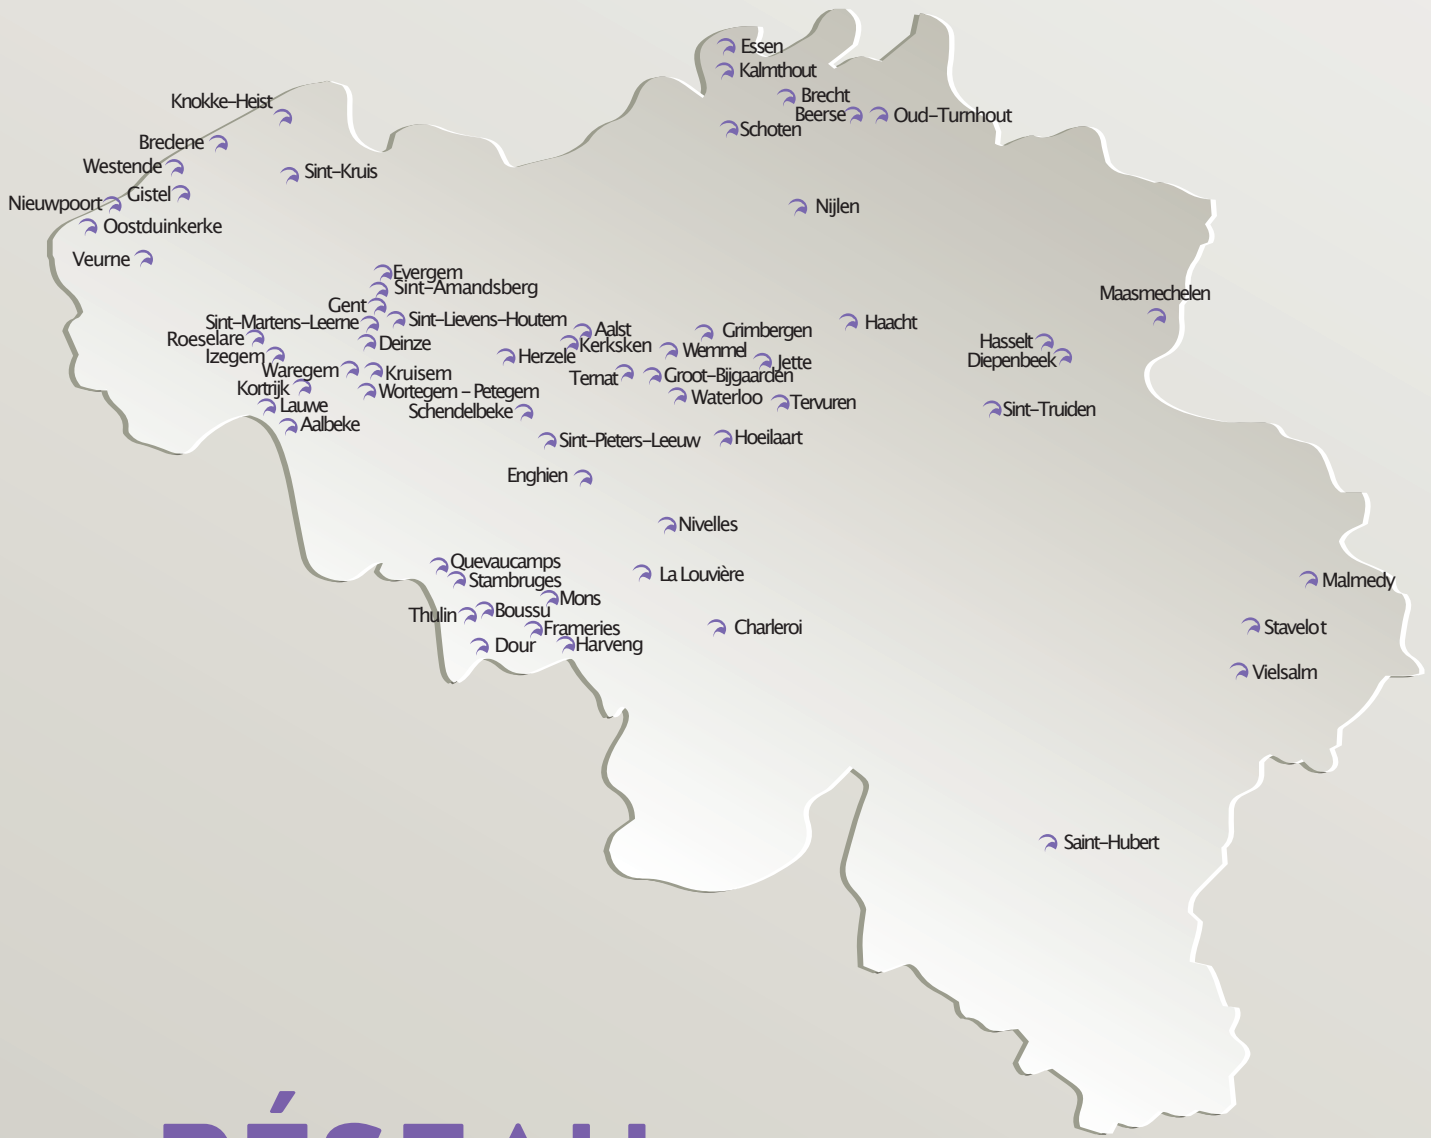 Essen
Kalmthout
Brecht
Knokke-Heist
Beerse
Oud-Turnhout
Schoten
Bredene
Westende
Sint-Kruis
Gistel
Nieuwpoort
Nijlen
Oostduinkerke
Veurne
Evergem
Sint-Amandsberg
Maasmechelen
Gent
Sint-Martens-Leerne
Sint-Lievens-Houtem
Haacht
Aalst
Grimbergen
Roeselare
Deinze
Kerksken
Hasselt
Izegem
Herzele
Wemmel
Jette
Diepenbeek
Waregem
Kruisem
Ternat
Groot-Bijgaarden
Kortrijk
Wortegem - Petegem
Waterloo
Tervuren
Lauwe
Schendelbeke
Sint-Truiden
Aalbeke
Sint-Pieters-Leeuw
Hoeilaart
Enghien
Nivelles
Quevaucamps
Stambruges
La Louvière
Malmedy
Mons
Thulin
Boussu
Frameries
Charleroi
Stavelot
Dour
Harveng
Vielsalm
Saint-Hubert
RÉSEAU